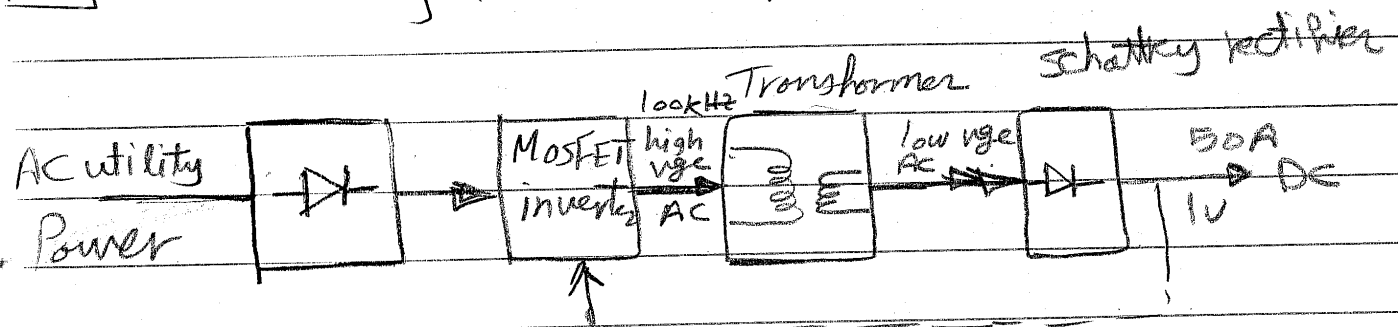 Schottky rectifier
Transformer
100kHz
high
vge
AC
AC utility
Power
MOSFET
inverter
low vge
AC
50A
DC
1V